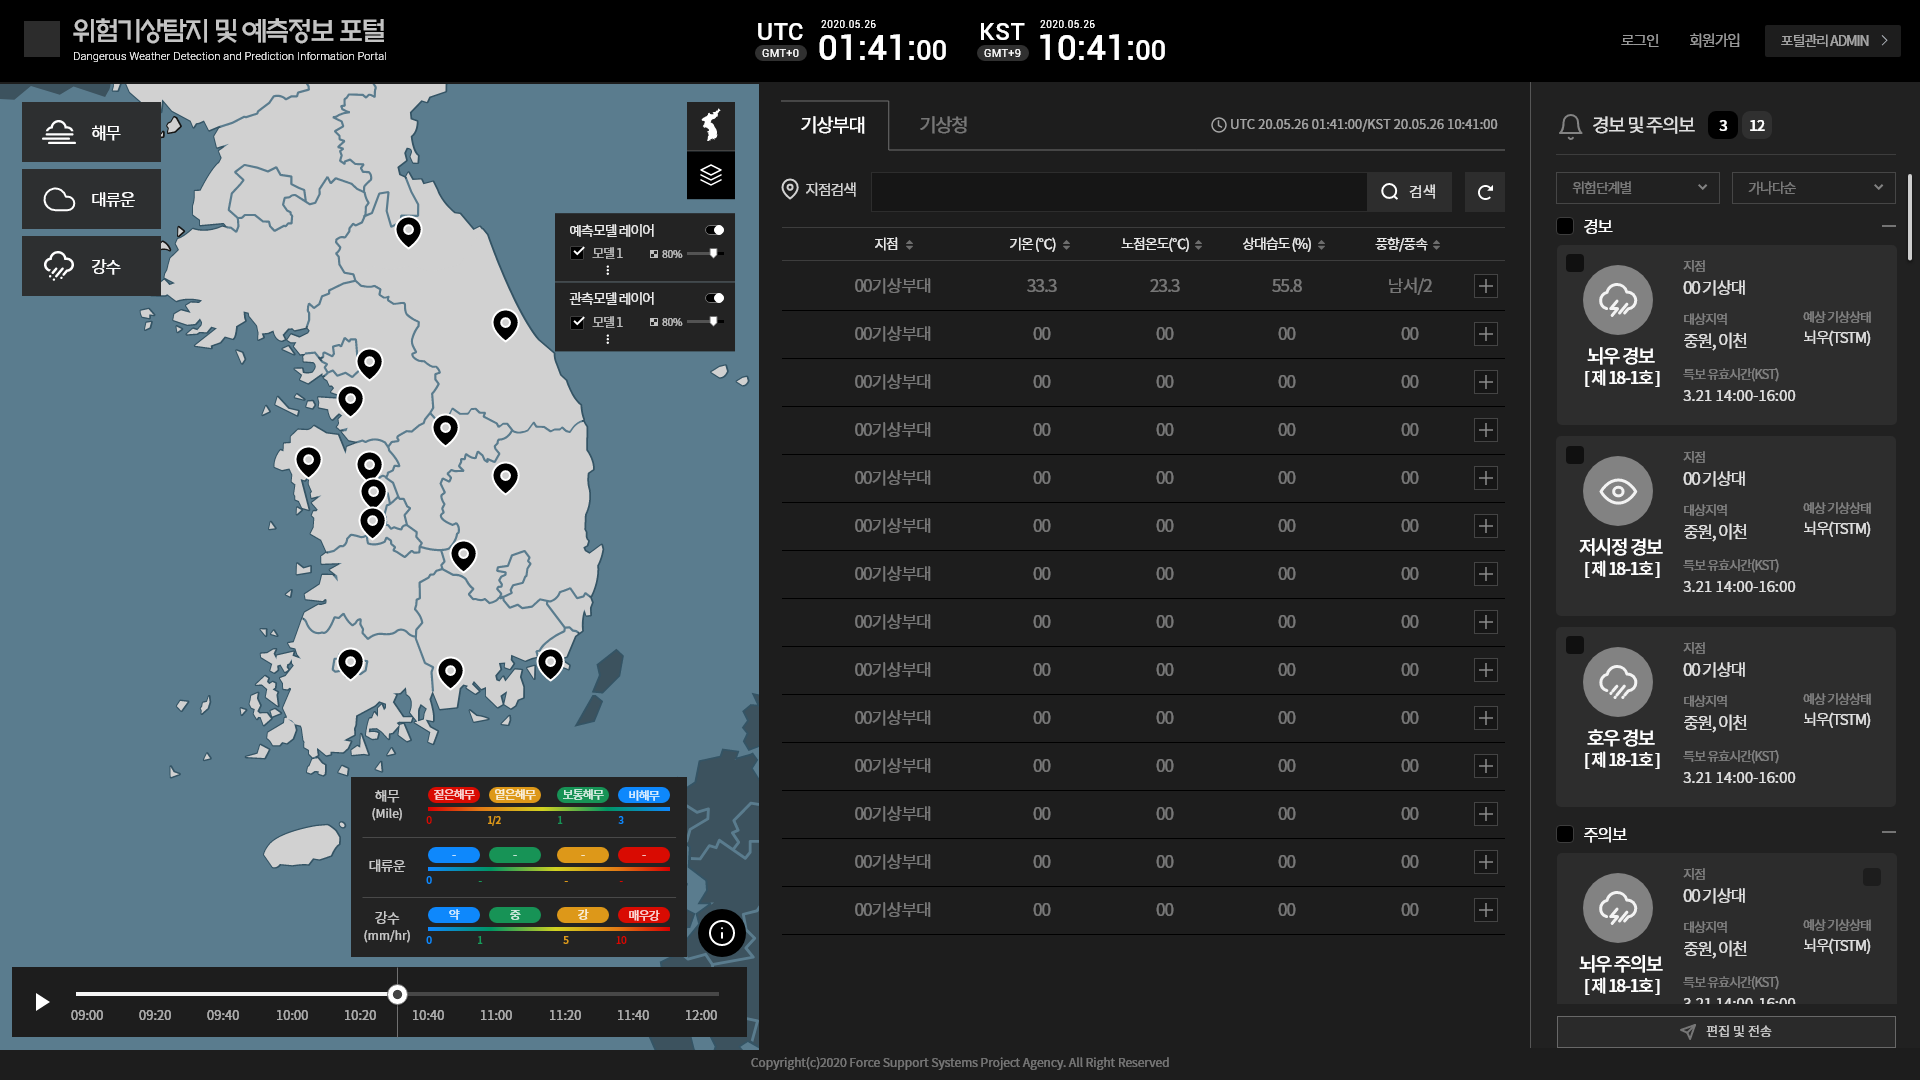 위험기상탐지 및 예측정보 포털
Dangerous Weather Detection and Prediction Information Portal
UTC
GMT+0
2020.05.26
01:41:00
KST
GMT+9
2020.05.26
10:41:00
로그인
회원가입
포털관리 ADMIN
해무
대류운
강수
예측모델 레이어
모델 1
80%
관측모델 레이어
모델 1
80%
해무
(Mile)
짙은해무 옅은해무 보통해무 비해무
0 1/2 1 3
대류운
- - - -
0 - - -
강수
(mm/hr)
약 중 강 매우강
0 1 5 10
09:00 09:20 09:40 10:00 10:20 10:40 11:00 11:20 11:40 12:00
기상부대
기상청
UTC 20.05.26 01:41:00/KST 20.05.26 10:41:00
지점검색
검색
지점 기온 (℃) 노점온도(℃) 상대습도 (%) 풍향/풍속
00기상부대 33.3 23.3 55.8 남서/2
00기상부대 00 00 00 00
00기상부대 00 00 00 00
00기상부대 00 00 00 00
00기상부대 00 00 00 00
00기상부대 00 00 00 00
00기상부대 00 00 00 00
00기상부대 00 00 00 00
00기상부대 00 00 00 00
00기상부대 00 00 00 00
00기상부대 00 00 00 00
00기상부대 00 00 00 00
00기상부대 00 00 00 00
00기상부대 00 00 00 00
경보 및 주의보 3 12
위험단계별
가나다순
경보
뇌우 경보
[제 18-1호]
지점
00 기상대
대상지역
중원, 이천
예상 기상상태
뇌우(TSTM)
특보 유효시간(KST)
3.21 14:00-16:00
저시정 경보
[제 18-1호]
지점
00 기상대
대상지역
중원, 이천
예상 기상상태
뇌우(TSTM)
특보 유효시간(KST)
3.21 14:00-16:00
호우 경보
[제 18-1호]
지점
00 기상대
대상지역
중원, 이천
예상 기상상태
뇌우(TSTM)
특보 유효시간(KST)
3.21 14:00-16:00
주의보
뇌우 주의보
[제 18-1호]
지점
00 기상대
대상지역
중원, 이천
예상 기상상태
뇌우(TSTM)
특보 유효시간(KST)
3.21 14:00-16:00
편집 및 전송
Copyright(c)2020 Force Support Systems Project Agency. All Right Reserved